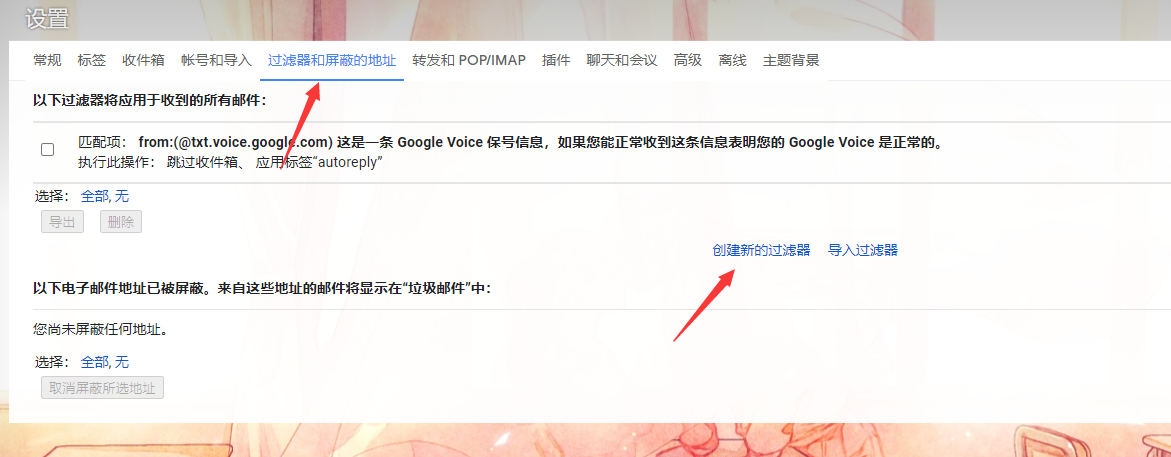 设置
常规 标签 收件箱 帐号和导入 过滤器和屏蔽的地址 转发和 POP/IMAP 插件 聊天和会议 高级 离线 主题背景
以下过滤器将应用于收到的所有邮件：
匹配项： from:(@txt.voice.google.com) 这是一条 Google Voice 保号信息，如果您能正常收到这条信息表明您的 Google Voice 是正常的。
执行此操作： 跳过收件箱、 应用标签“autoreply”
选择： 全部, 无
导出 删除
创建新的过滤器 导入过滤器
以下电子邮件地址已被屏蔽。来自这些地址的邮件将显示在“垃圾邮件”中：
您尚未屏蔽任何地址。
选择： 全部, 无
取消屏蔽所选地址